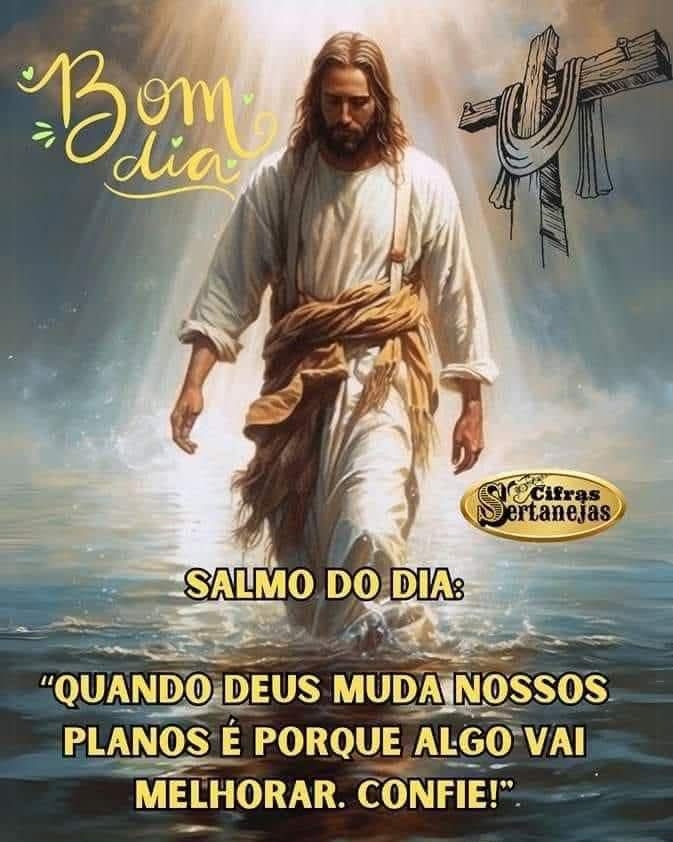 Bom
dia
Cifras
Sertanejas
SALMO DO DIA:
"QUANDO DEUS MUDA NOSSOS
PLANOS É PORQUE ALGO VAI
MELHORAR. CONFIE!".